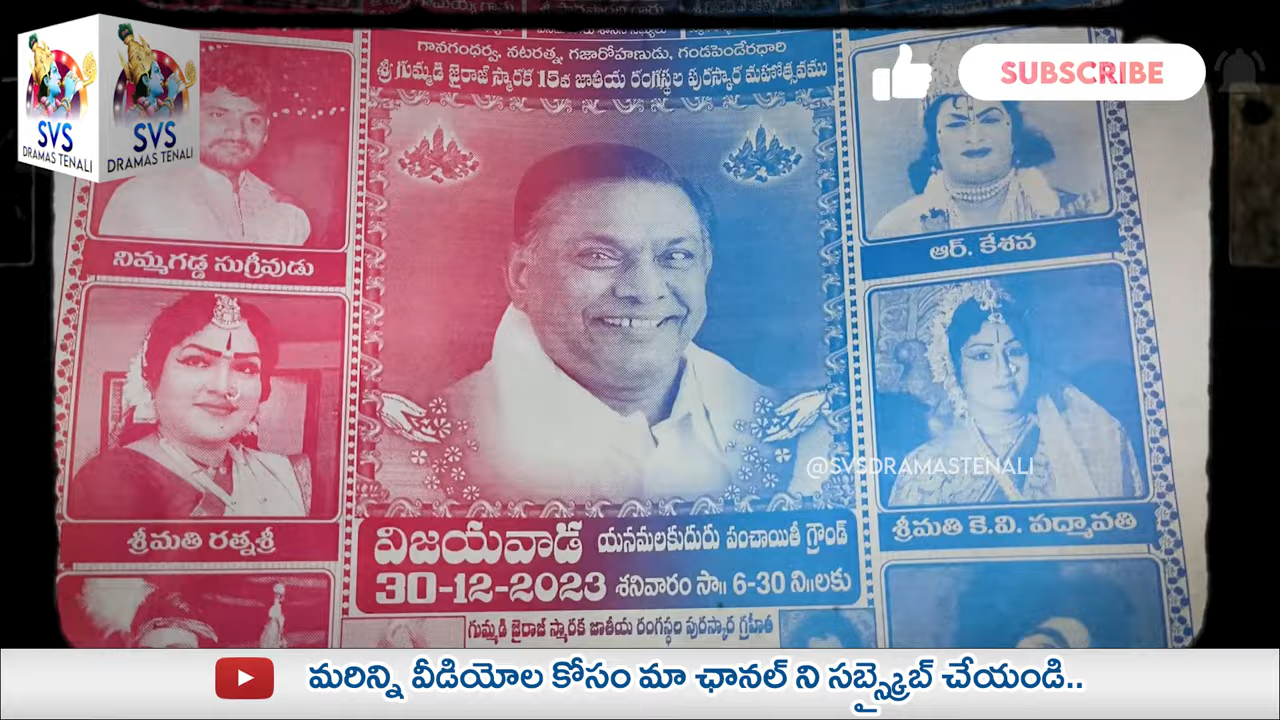 గానగంధర్వ, నటరత్న, గజారోహణుడు, గండపెండేరధారి
శ్రీ గుమ్మడి జైరాజ్ స్మారక 15వ జాతీయ రంగస్థల పురస్కార మహోత్సవము
SUBSCRIBE
SVS
DRAMAS TENALI
SVS
DRAMAS TENALI
నిమ్మగడ్డ సుగ్రీవుడు
ఆర్. కేశవ
@SVSDRAMASTENALI
శ్రీమతి రత్నశ్రీ
శ్రీమతి కె.వి. పద్మావతి
విజయవాడ యనమలకుదురు పంచాయితీ గ్రౌండ్
30-12-2023 శనివారం సా॥ 6-30 ని॥లకు
గుమ్మడి జైరాజ్ స్మారక జాతీయ రంగస్థల పురస్కార గ్రహీత
మరిన్ని వీడియోల కోసం మా ఛానల్ ని సబ్స్క్రైబ్ చేయండి..